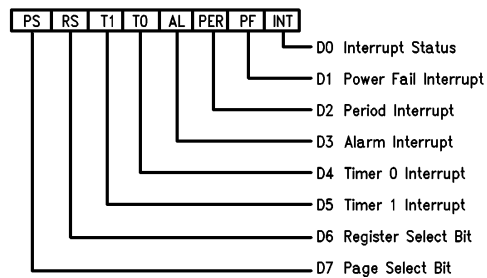 PS RS T1 T0 AL PER PF INT
D0 Interrupt Status
D1 Power Fail Interrupt
D2 Period Interrupt
D3 Alarm Interrupt
D4 Timer 0 Interrupt
D5 Timer 1 Interrupt
D6 Register Select Bit
D7 Page Select Bit